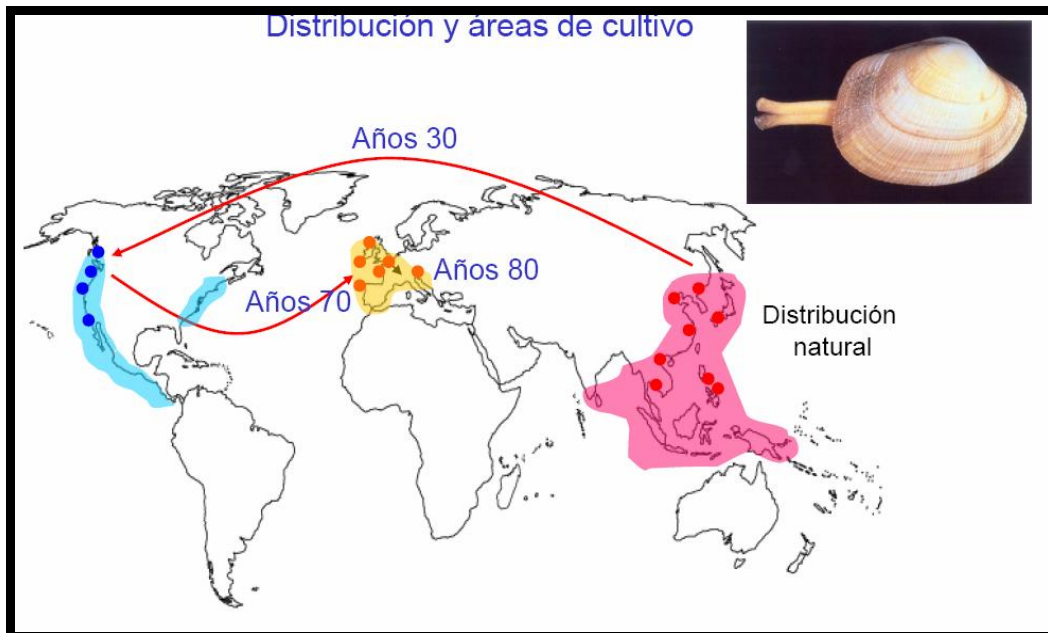 Distribución y áreas de cultivo
Años 30
Años 80
Años 70
Distribución
natural